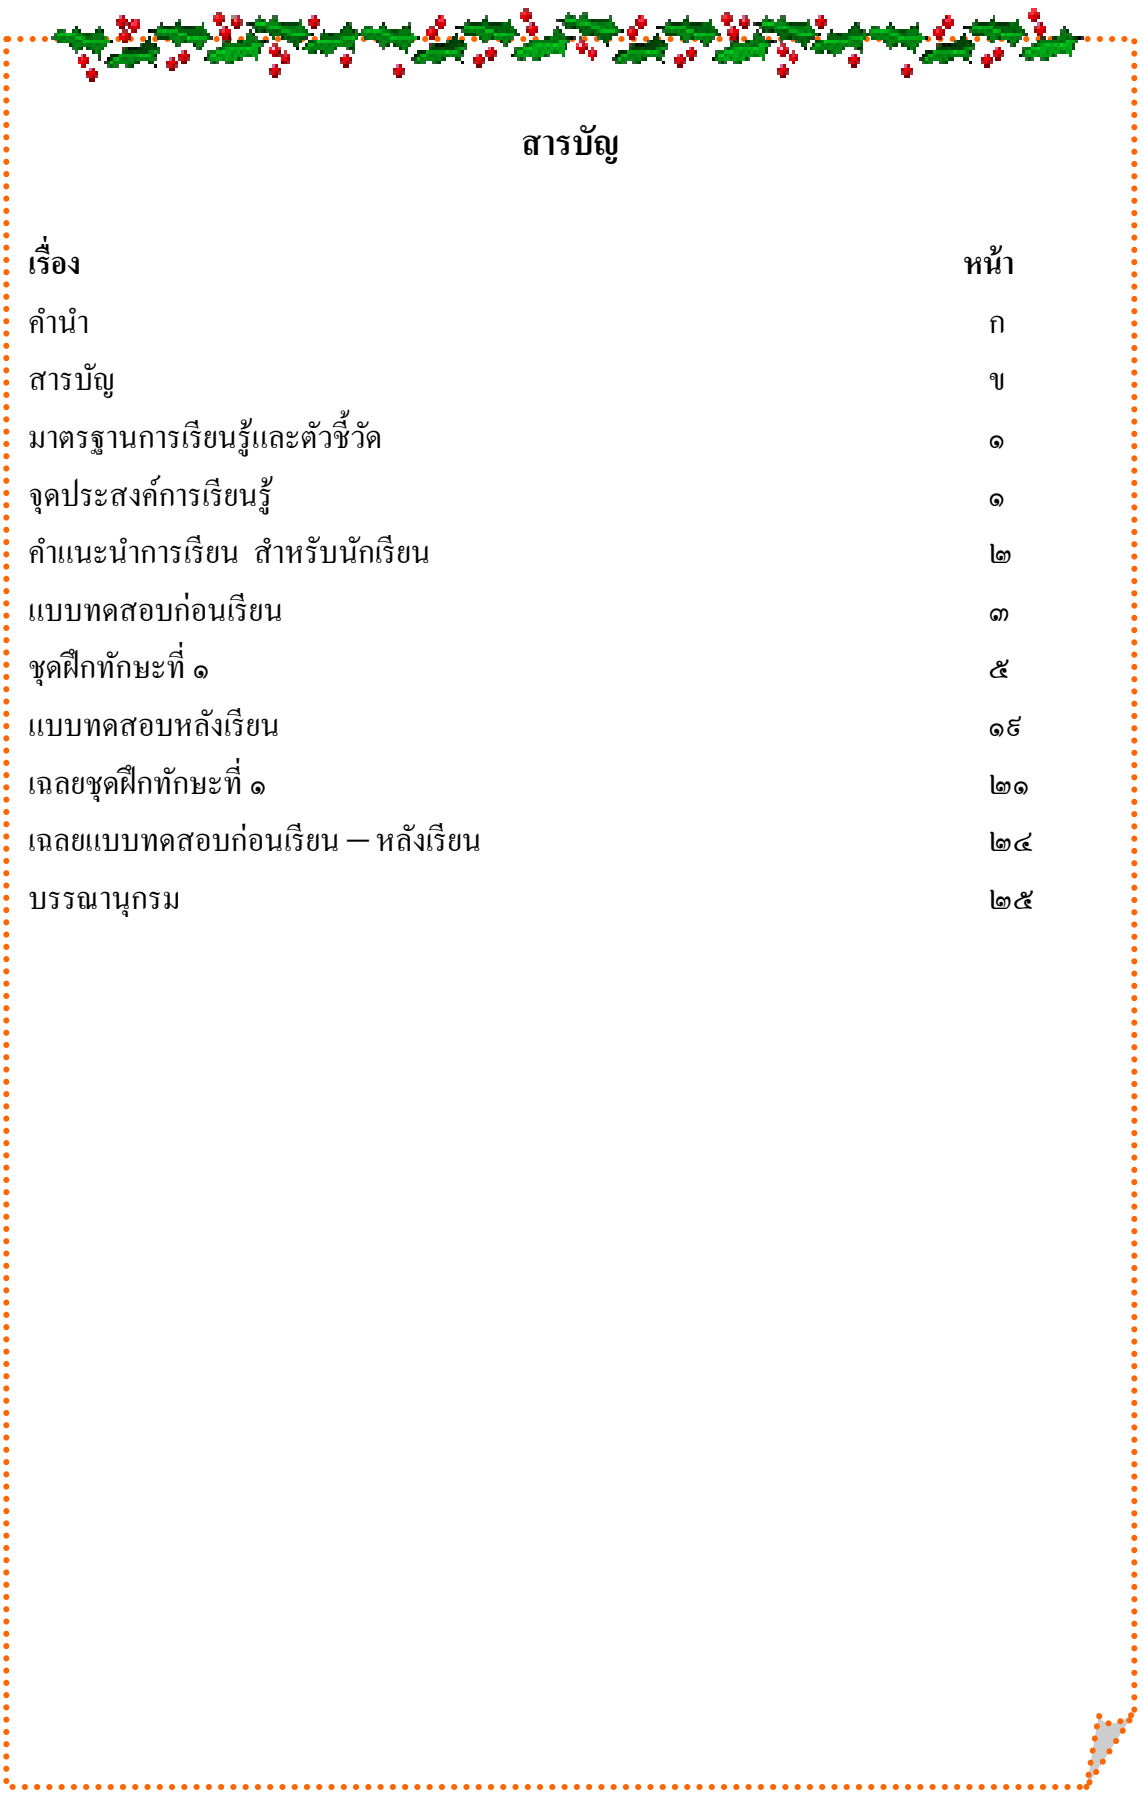 สารบัญ
เรื่อง หน้า
คำนำ ก
สารบัญ ข
มาตรฐานการเรียนรู้และตัวชี้วัด ๑
จุดประสงค์การเรียนรู้ ๑
คำแนะนำการเรียน สำหรับนักเรียน ๒
แบบทดสอบก่อนเรียน ๓
ชุดฝึกทักษะที่ ๑ ๕
แบบทดสอบหลังเรียน ๑๙
เฉลยชุดฝึกทักษะที่ ๑ ๒๑
เฉลยแบบทดสอบก่อนเรียน – หลังเรียน ๒๔
บรรณานุกรม ๒๕